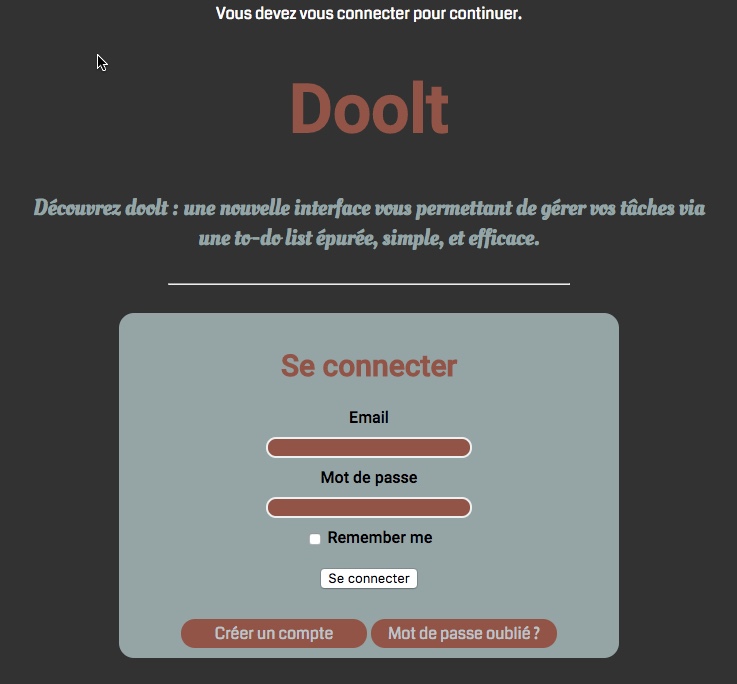 Vous devez vous connecter pour continuer.
DooIt
Découvrez dooIt : une nouvelle interface vous permettant de gérer vos tâches via
une to-do list épurée, simple, et efficace.
Se connecter
Email
Mot de passe
Remember me
Se connecter
Créer un compte
Mot de passe oublié ?